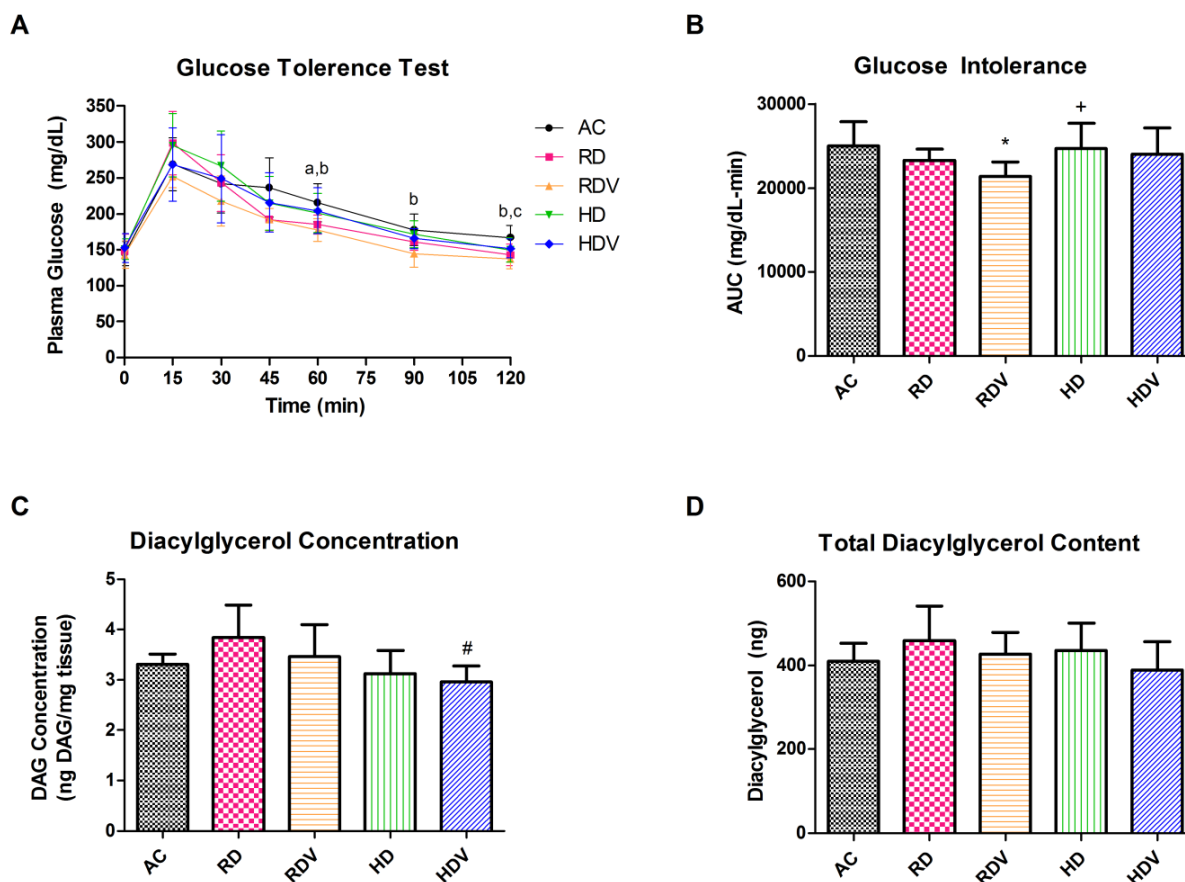 A
Glucose Tolerence Test
Plasma Glucose (mg/dL)
350
300
250
200
150
100
50
0
a,b
b
b,c
0 15 30 45 60 75 90 105 120
Time (min)
AC
RD
RDV
HD
HDV
B
Glucose Intolerance
AUC (mg/dL-min)
30000
20000
10000
0
*
+
AC RD RDV HD HDV
C
Diacylglycerol Concentration
DAG Concentration
(ng DAG/mg tissue)
5
4
3
2
1
0
#
AC RD RDV HD HDV
D
Total Diacylglycerol Content
Diacylglycerol (ng)
600
400
200
0
AC RD RDV HD HDV